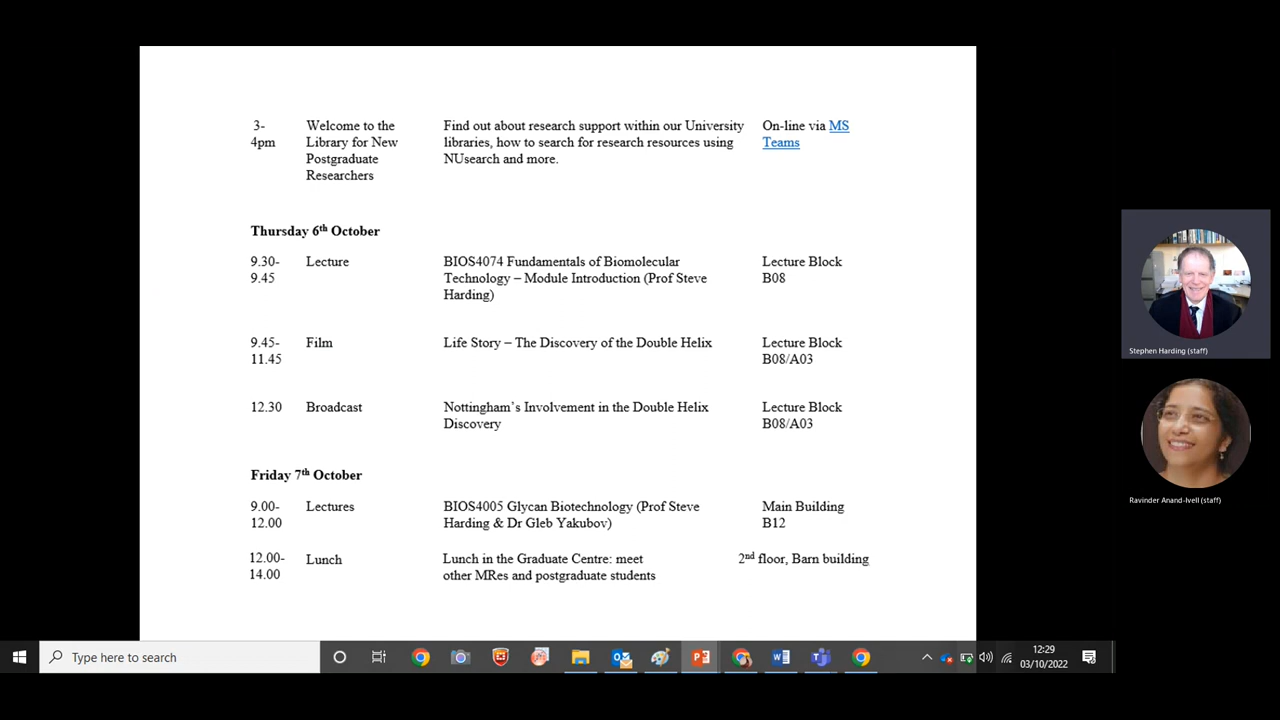 3-
4pm
Welcome to the
Library for New
Postgraduate
Researchers
Find out about research support within our University
libraries, how to search for research resources using
NUsearch and more.
On-line via MS
Teams
Thursday 6th October
9.30-
9.45
Lecture
BIOS4074 Fundamentals of Biomolecular
Technology – Module Introduction (Prof Steve
Harding)
Lecture Block
B08
9.45-
11.45
Film
Life Story – The Discovery of the Double Helix
Lecture Block
B08/A03
12.30
Broadcast
Nottingham's Involvement in the Double Helix
Discovery
Lecture Block
B08/A03
Friday 7th October
9.00-
12.00
Lectures
BIOS4005 Glycan Biotechnology (Prof Steve
Harding & Dr Gleb Yakubov)
Main Building
B12
12.00-
14.00
Lunch
Lunch in the Graduate Centre: meet
other MRes and postgraduate students
2nd floor, Barn building
Stephen Harding (staff)
Ravinder Anand-Ivell (staff)
Type here to search
12:29
03/10/2022